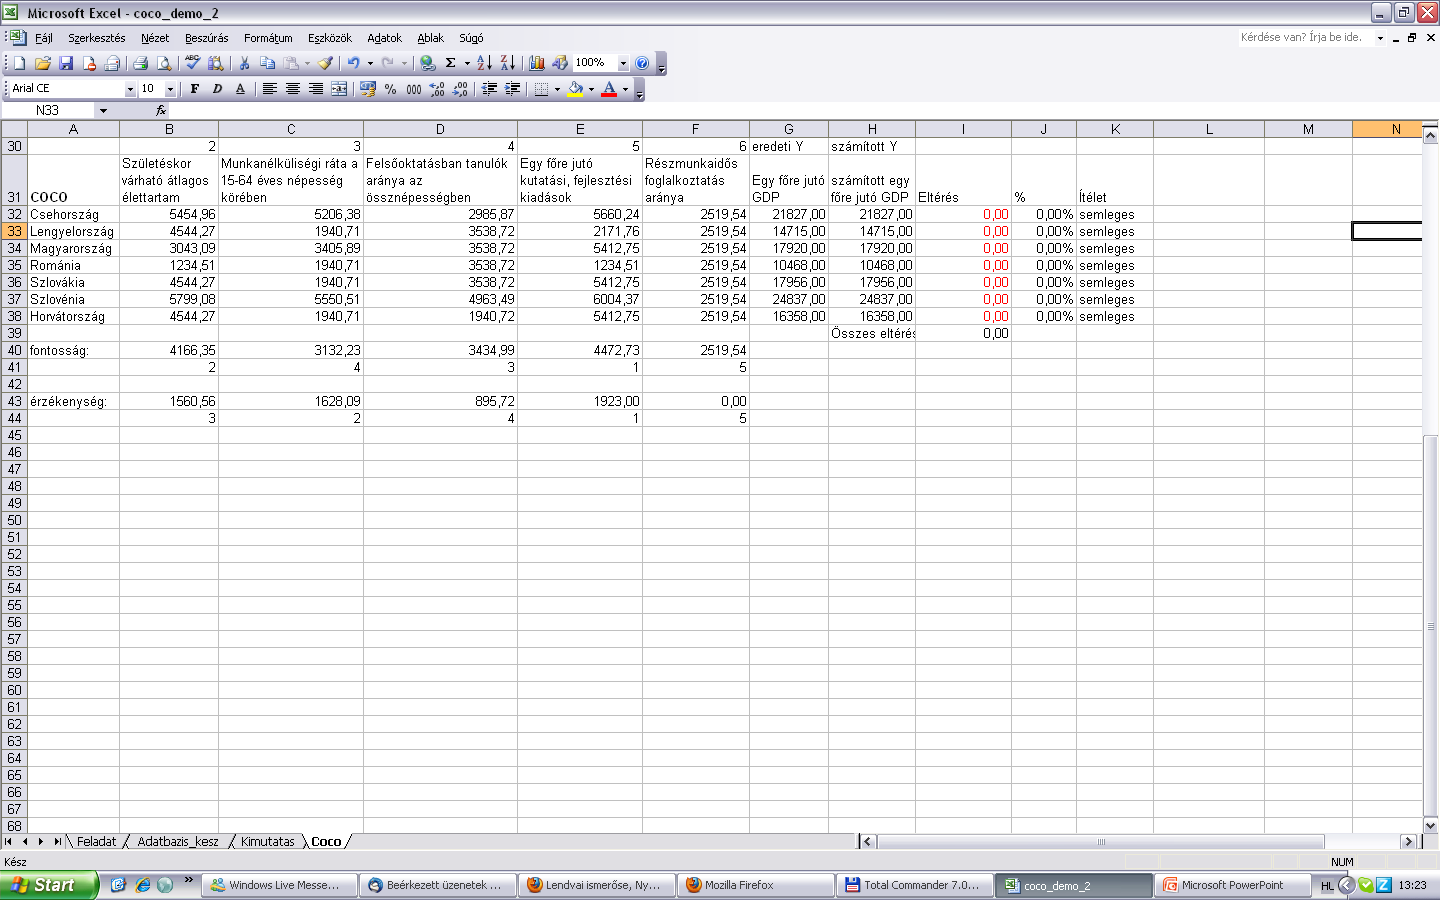 Microsoft Excel - coco_demo_2
Fájl Szerkesztés Nézet Beszúrás Formátum Eszközök Adatok Ablak Súgó Kérdése van? Írja be ide.
100%
Arial CE 10 F D A % 000
N33 fx
A B C D E F G H I J K L M N
30 2 3 4 5 6 eredeti Y számított Y
Születéskor Munkanélküliségi ráta a Felsőoktatásban tanulók Egy főre jutó Részmunkaidős
várható átlagos 15-64 éves népesség aránya az kutatási, fejlesztési foglalkoztatás Egy főre jutó számított egy
31 COCO élettartam körében össznépességben kiadások aránya GDP főre jutó GDP Eltérés % Ítélet
32 Csehország 5454,96 5206,38 2985,87 5660,24 2519,54 21827,00 21827,00 0,00 0,00% semleges
33 Lengyelország 4544,27 1940,71 3538,72 2171,76 2519,54 14715,00 14715,00 0,00 0,00% semleges
34 Magyarország 3043,09 3405,89 3538,72 5412,75 2519,54 17920,00 17920,00 0,00 0,00% semleges
35 Románia 1234,51 1940,71 3538,72 1234,51 2519,54 10468,00 10468,00 0,00 0,00% semleges
36 Szlovákia 4544,27 1940,71 3538,72 5412,75 2519,54 17956,00 17956,00 0,00 0,00% semleges
37 Szlovénia 5799,08 5550,51 4963,49 6004,37 2519,54 24837,00 24837,00 0,00 0,00% semleges
38 Horvátország 4544,27 1940,71 1940,72 5412,75 2519,54 16358,00 16358,00 0,00 0,00% semleges
39 Összes eltérés 0,00
40 fontosság: 4166,35 3132,23 3434,99 4472,73 2519,54
41 2 4 3 1 5
42
43 érzékenység: 1560,56 1628,09 895,72 1923,00 0,00
44 3 2 4 1 5
45
46
47
48
49
50
51
52
53
54
55
56
57
58
59
60
61
62
63
64
65
66
67
68
Feladat Adatbazis_kesz Kimutatas Coco
Kész NUM
Start Windows Live Messe... Beérkezett üzenetek ... Lendvai ismerőse, Ny... Mozilla Firefox Total Commander 7.0... coco_demo_2 Microsoft PowerPoint HL 13:23